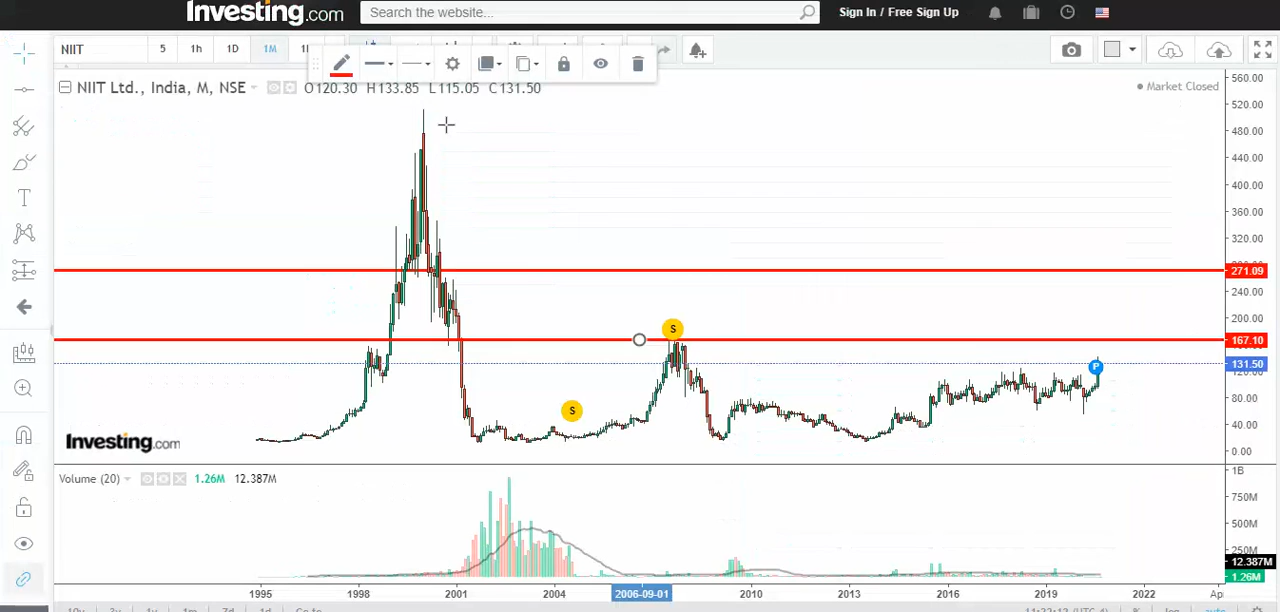 Investing.com
Search the website...
Sign In / Free Sign Up
NIIT
5
1h
1D
1M
NIIT Ltd., India, M, NSE
O120.30 H133.85 L115.05 C131.50
Market Closed
560.00
520.00
480.00
440.00
400.00
360.00
320.00
271.09
240.00
200.00
167.10
131.50
120.00
80.00
40.00
0.00
S
S
P
Investing.com
Volume (20)
1.26M
12.387M
1B
750M
500M
250M
12.387M
1.26M
1995
1998
2001
2004
2006-09-01
2010
2013
2016
2019
2022